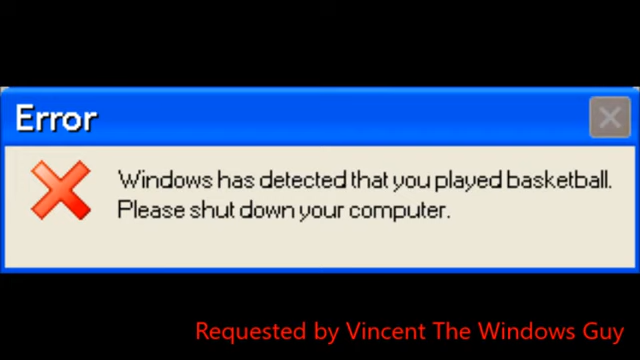 Error
Windows has detected that you played basketball.
Please shut down your computer.
Requested by Vincent The Windows Guy